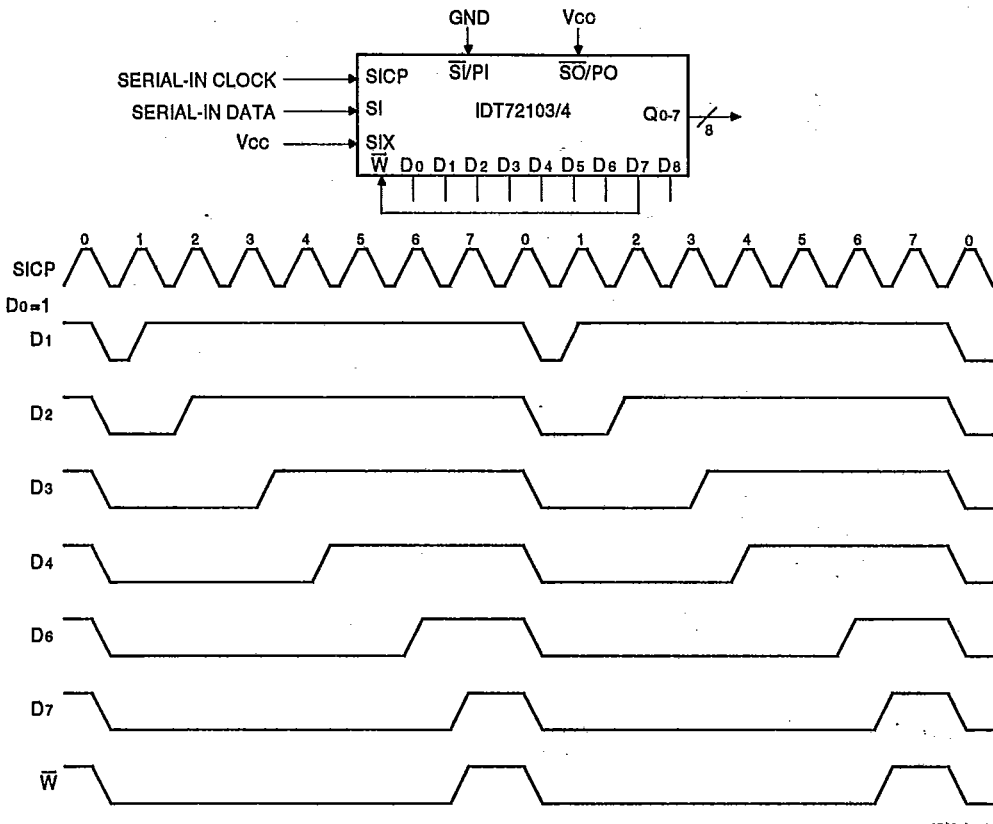 GND Vcc
SERIAL-IN CLOCK SICP S̅I̅/PI S̅O̅/PO
SERIAL-IN DATA SI IDT72103/4 Q0-7 8
Vcc SIX
W̅ D0 D1 D2 D3 D4 D5 D6 D7 D8
0 1 2 3 4 5 6 7 0 1 2 3 4 5 6 7 0
SICP
D0=1
D1
D2
D3
D4
D6
D7
W̅